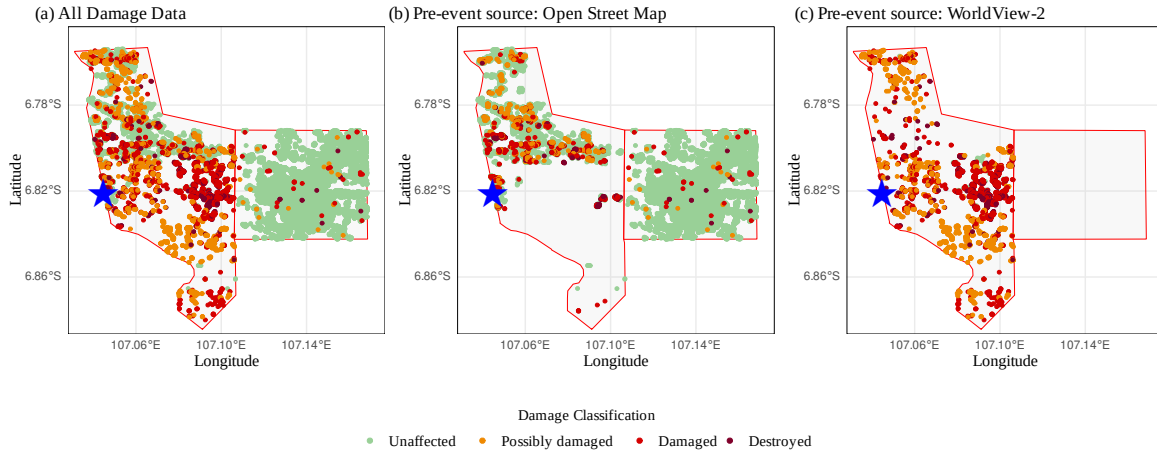 (a) All Damage Data
(b) Pre-event source: Open Street Map
(c) Pre-event source: WorldView-2
6.78°S
6.82°S
6.86°S
Latitude
107.06°E
107.10°E
107.14°E
Longitude
6.78°S
6.82°S
6.86°S
Latitude
107.06°E
107.10°E
107.14°E
Longitude
6.78°S
6.82°S
6.86°S
Latitude
107.06°E
107.10°E
107.14°E
Longitude
Damage Classification
Unaffected
Possibly damaged
Damaged
Destroyed